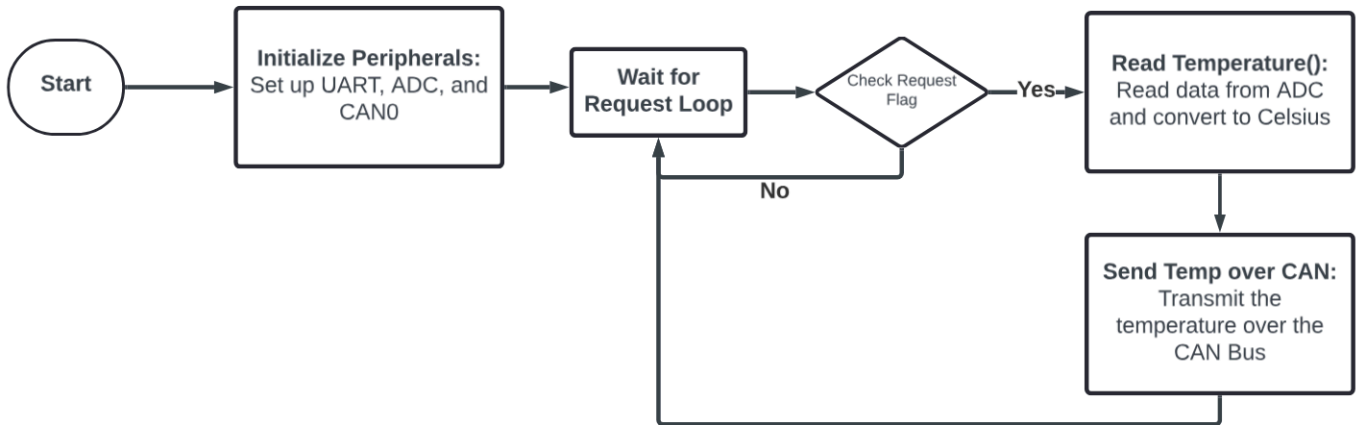 Start
Initialize Peripherals:
Set up UART, ADC, and
CAN0
Wait for
Request Loop
Check Request
Flag
Yes
No
Read Temperature():
Read data from ADC
and convert to Celsius
Send Temp over CAN:
Transmit the
temperature over the
CAN Bus